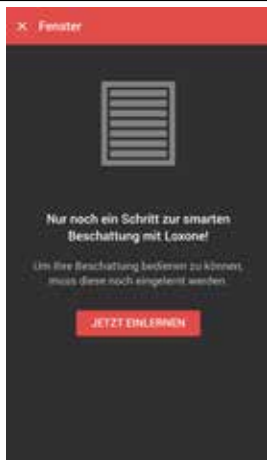 × Fenster
Nur noch ein Schritt zur smarten
Beschattung mit Loxone!
Um Ihre Beschattung bedienen zu können,
muss diese noch eingelernt werden.
JETZT EINLERNEN